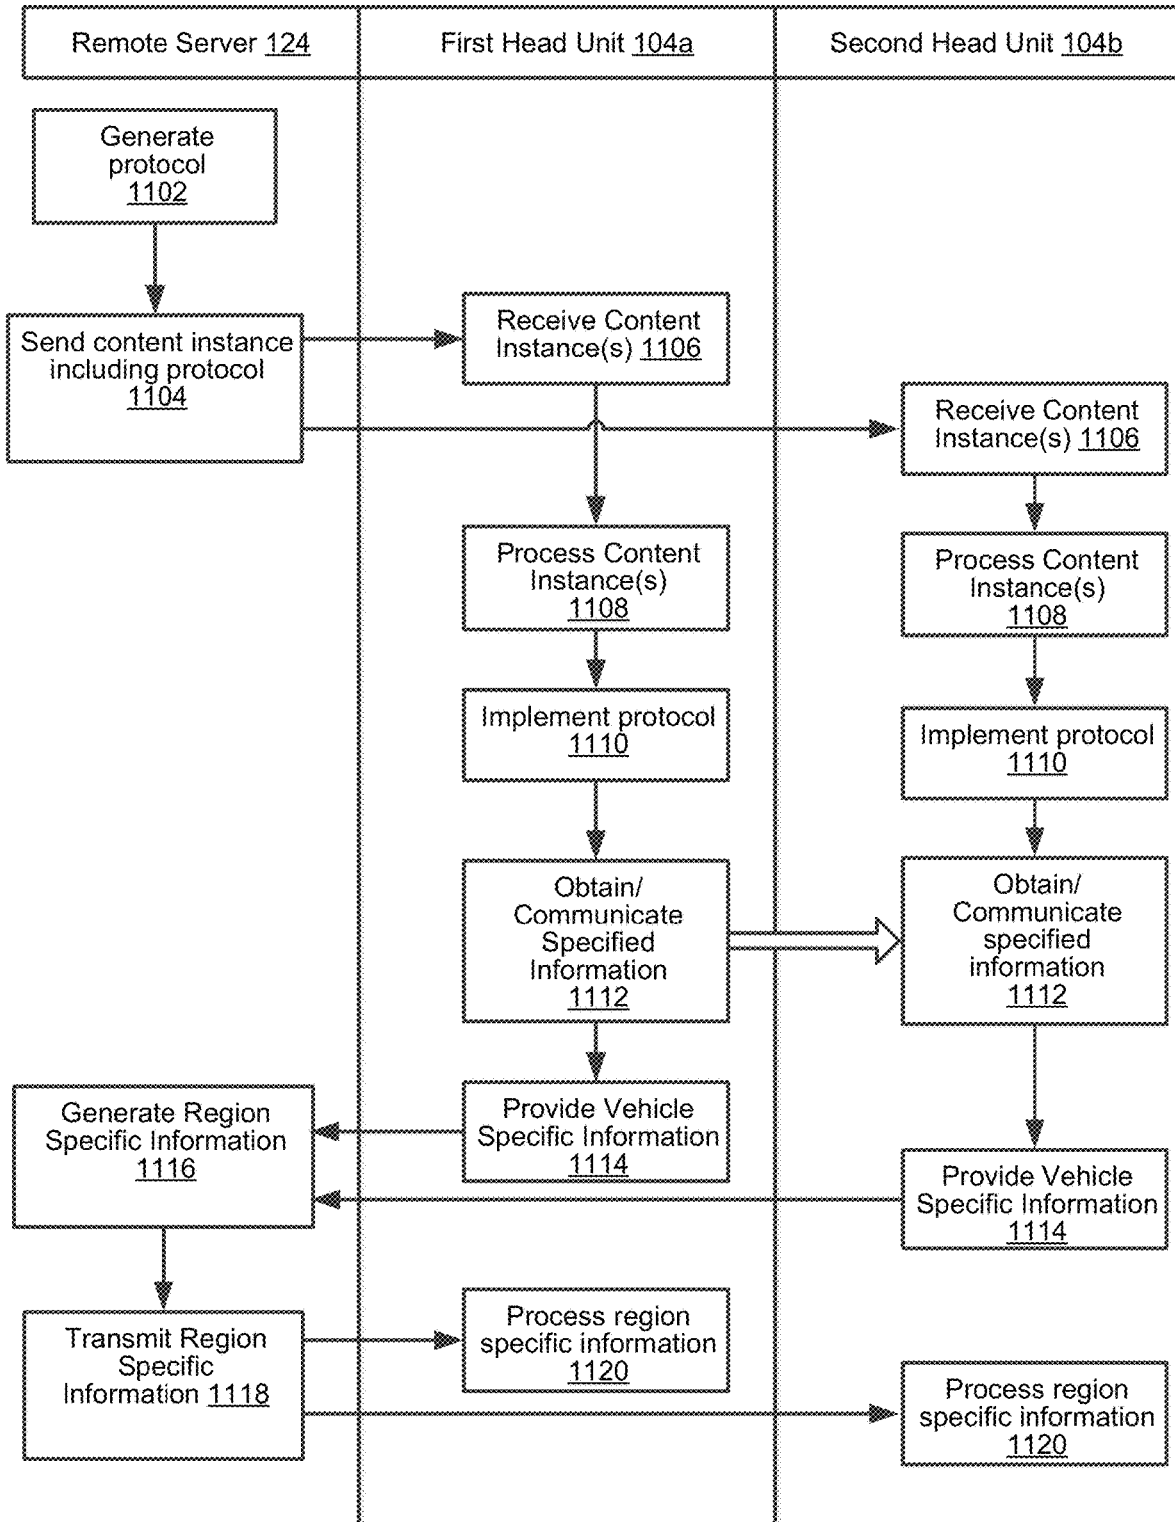 Remote Server 124
First Head Unit 104a
Second Head Unit 104b
Generate
protocol
1102
Send content instance
including protocol
1104
Receive Content
Instance(s) 1106
Receive Content
Instance(s) 1106
Process Content
Instance(s)
1108
Process Content
Instance(s)
1108
Implement protocol
1110
Implement protocol
1110
Obtain/
Communicate
Specified
Information
1112
Obtain/
Communicate
specified
information
1112
Provide Vehicle
Specific Information
1114
Generate Region
Specific Information
1116
Provide Vehicle
Specific Information
1114
Transmit Region
Specific
Information 1118
Process region
specific information
1120
Process region
specific information
1120